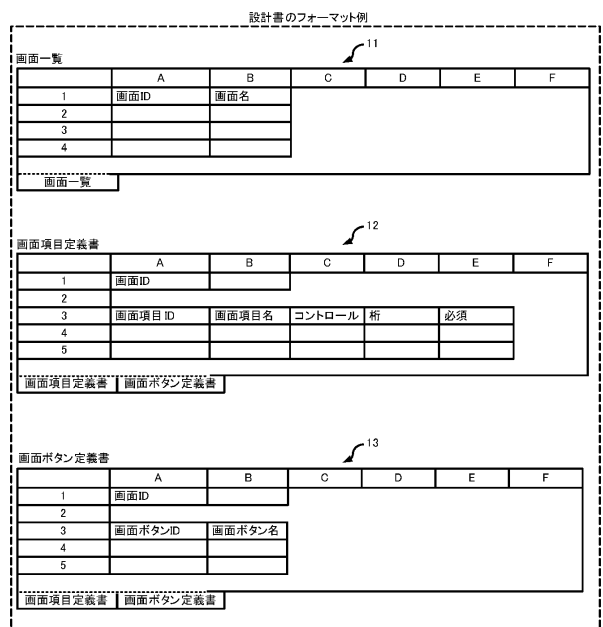 設計書のフォーマット例
11
画面一覧
A B C D E F
1 画面ID 画面名
2
3
4
画面一覧
12
画面項目定義書
A B C D E F
1 画面ID
2
3 画面項目ID 画面項目名 コントロール 桁 必須
4
5
画面項目定義書 画面ボタン定義書
13
画面ボタン定義書
A B C D E F
1 画面ID
2
3 画面ボタンID 画面ボタン名
4
5
画面項目定義書 画面ボタン定義書